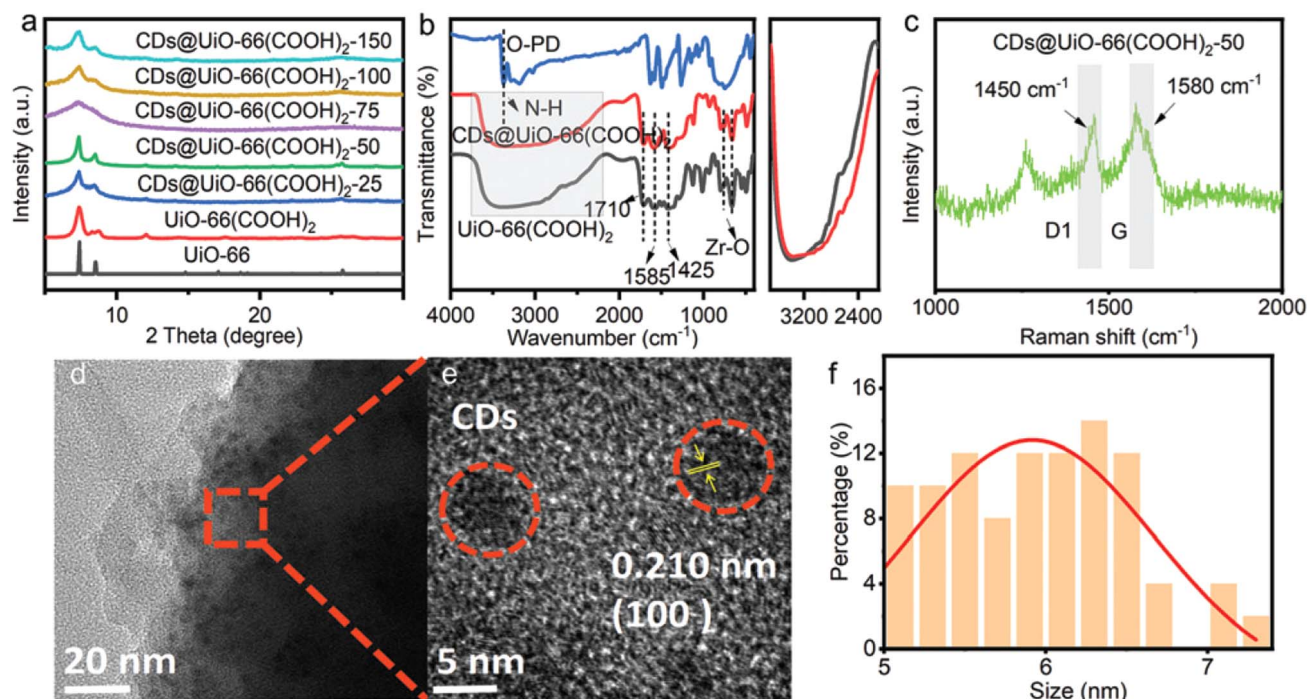 a
CDs@UiO-66(COOH)₂-150
CDs@UiO-66(COOH)₂-100
CDs@UiO-66(COOH)₂-75
CDs@UiO-66(COOH)₂-50
CDs@UiO-66(COOH)₂-25
UiO-66(COOH)₂
UiO-66
Intensity (a.u.)
10 20
2 Theta (degree)
b
O-PD
N-H
CDs@UiO-66(COOH)₂
1710
UiO-66(COOH)₂
Zr-O
1585 1425
Transmittance (%)
4000 3000 2000 1000 400
3200 2400
Wavenumber (cm⁻¹)
c
CDs@UiO-66(COOH)₂-50
1450 cm⁻¹
1580 cm⁻¹
D1 G
Intensity (a.u.)
1000 1500 2000
Raman shift (cm⁻¹)
d
20 nm
e
CDs
0.210 nm
(100 )
5 nm
f
16
12
8
4
0
Percentage (%)
5 6 7
Size (nm)